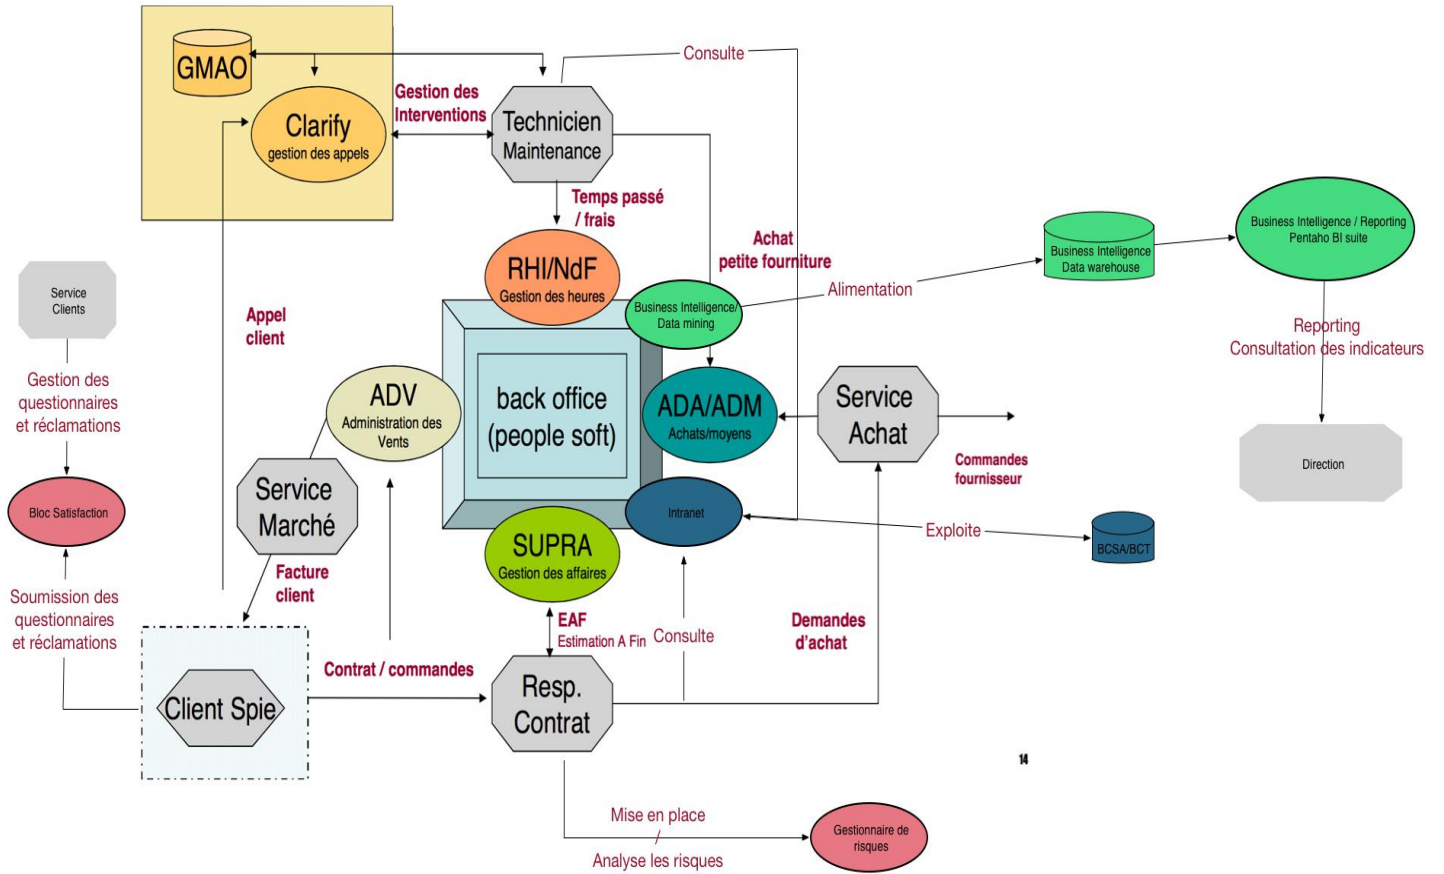 GMAO
Consulte
Gestion des
Interventions
Clarify
gestion des appels
Technicien
Maintenance
Temps passé
/ frais
Achat
petite fourniture
RHI/NdF
Gestion des heures
Business Intelligence/
Data mining
Alimentation
Business Intelligence
Data warehouse
Business Intelligence / Reporting
Pentaho BI suite
Reporting
Consultation des indicateurs
Direction
Service
Clients
Gestion des
questionnaires
et réclamations
Bloc Satisfaction
Soumission des
questionnaires
et réclamations
Appel
client
ADV
Administration des
Vents
back office
(people soft)
ADA/ADM
Achats/moyens
Service
Achat
Commandes
fournisseur
Service
Marché
Facture
client
SUPRA
Gestion des affaires
Intranet
Exploite
BCSA/BCT
EAF
Estimation A Fin
Consulte
Demandes
d'achat
Client Spie
Contrat / commandes
Resp.
Contrat
14
Mise en place
/
Analyse les risques
Gestionnaire de
risques